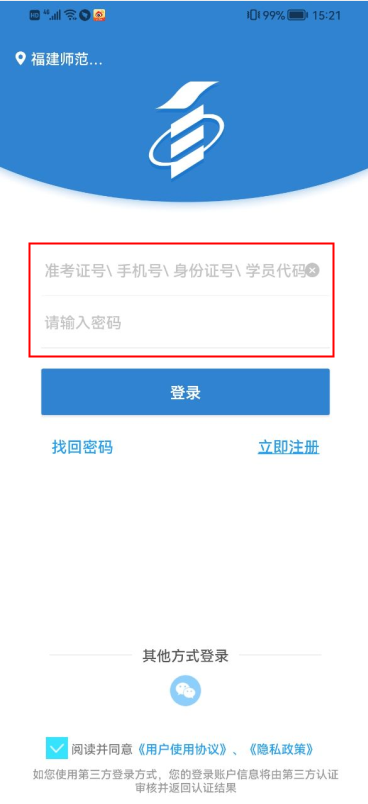 HD 4G 99% 15:21
福建师范...
准考证号\ 手机号\ 身份证号\ 学员代码
请输入密码
登录
找回密码 立即注册
其他方式登录
阅读并同意《用户使用协议》、《隐私政策》
如您使用第三方登录方式，您的登录账户信息将由第三方认证
审核并返回认证结果